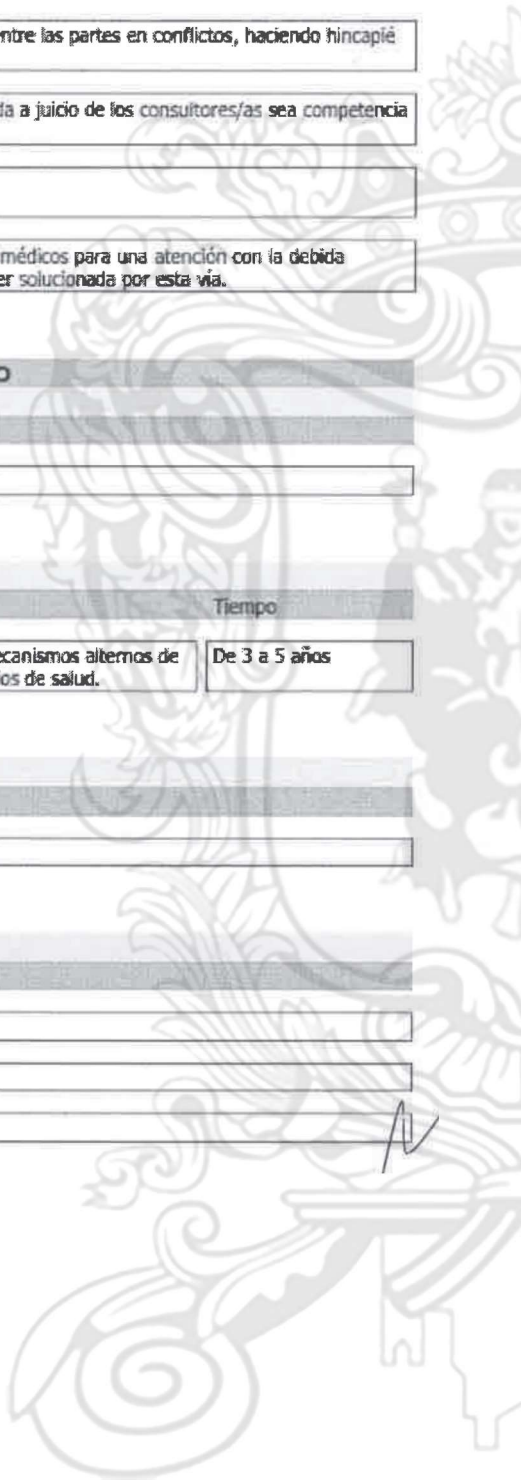 ntre las partes en conflictos, haciendo hincapié
da a juicio de los consultores/as sea competencia
médicos para una atención con la debida
er solucionada por esta vía.
O
Tiempo
ecanismos alternos de
ios de salud.
De 3 a 5 años